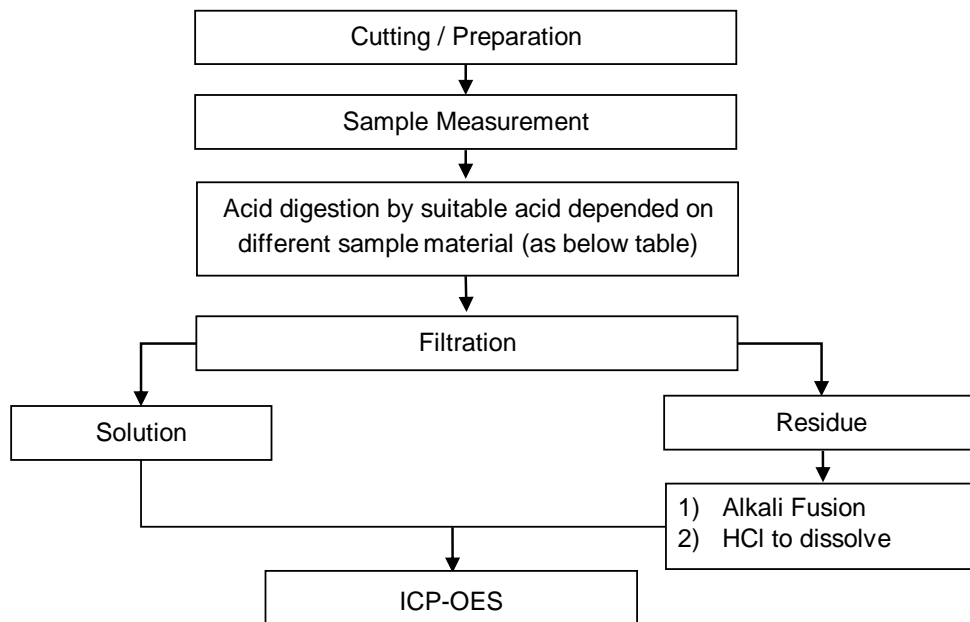 Cutting / Preparation
Sample Measurement
Acid digestion by suitable acid depended on
different sample material (as below table)
Filtration
Solution
Residue
1) Alkali Fusion
2) HCl to dissolve
ICP-OES